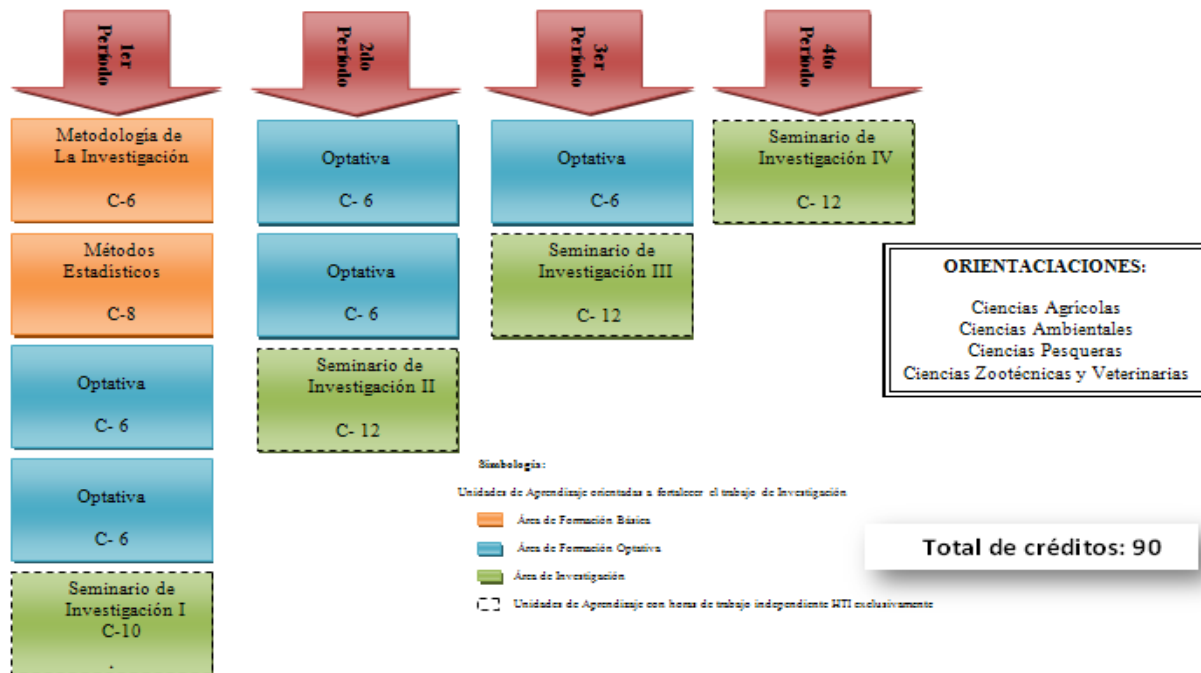 1er
Período
Metodología de
La Investigación
C-6
Métodos
Estadísticos
C-8
Optativa
C- 6
Optativa
C- 6
Seminario de
Investigación I
C-10
.
2do
Período
Optativa
C- 6
Optativa
C- 6
Seminario de
Investigación II
C- 12
3er
Período
Optativa
C-6
Seminario de
Investigación III
C- 12
4to
Período
Seminario de
Investigación IV
C- 12
ORIENTACIACIONES:
Ciencias Agrícolas
Ciencias Ambientales
Ciencias Pesqueras
Ciencias Zootécnicas y Veterinarias
Simbología:
Unidades de Aprendizaje orientadas a fortalecer el trabajo de Investigación
Área de Formación Básica
Área de Formación Optativa
Área de Investigación
Unidades de Aprendizaje con horas de trabajo independiente HTI exclusivamente
Total de créditos: 90